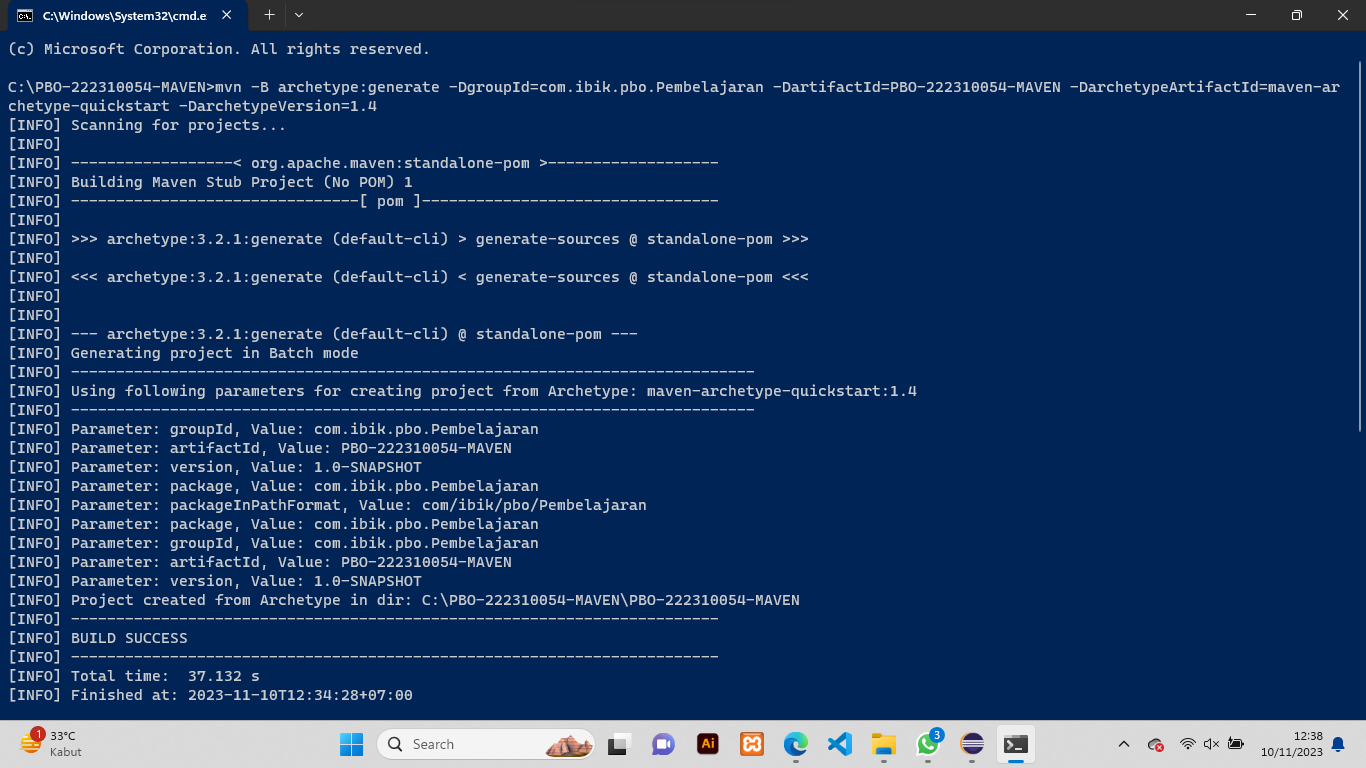 C:\Windows\System32\cmd.e
(c) Microsoft Corporation. All rights reserved.
C:\PBO-222310054-MAVEN>mvn -B archetype:generate -DgroupId=com.ibik.pbo.Pembelajaran -DartifactId=PBO-222310054-MAVEN -DarchetypeArtifactId=maven-ar
chetype-quickstart -DarchetypeVersion=1.4
[INFO] Scanning for projects...
[INFO]
[INFO] ------------------< org.apache.maven:standalone-pom >-------------------
[INFO] Building Maven Stub Project (No POM) 1
[INFO] --------------------------------[ pom ]---------------------------------
[INFO]
[INFO] >>> archetype:3.2.1:generate (default-cli) > generate-sources @ standalone-pom >>>
[INFO]
[INFO] <<< archetype:3.2.1:generate (default-cli) < generate-sources @ standalone-pom <<<
[INFO]
[INFO]
[INFO] --- archetype:3.2.1:generate (default-cli) @ standalone-pom ---
[INFO] Generating project in Batch mode
[INFO] ----------------------------------------------------------------------------
[INFO] Using following parameters for creating project from Archetype: maven-archetype-quickstart:1.4
[INFO] ----------------------------------------------------------------------------
[INFO] Parameter: groupId, Value: com.ibik.pbo.Pembelajaran
[INFO] Parameter: artifactId, Value: PBO-222310054-MAVEN
[INFO] Parameter: version, Value: 1.0-SNAPSHOT
[INFO] Parameter: package, Value: com.ibik.pbo.Pembelajaran
[INFO] Parameter: packageInPathFormat, Value: com/ibik/pbo/Pembelajaran
[INFO] Parameter: package, Value: com.ibik.pbo.Pembelajaran
[INFO] Parameter: groupId, Value: com.ibik.pbo.Pembelajaran
[INFO] Parameter: artifactId, Value: PBO-222310054-MAVEN
[INFO] Parameter: version, Value: 1.0-SNAPSHOT
[INFO] Project created from Archetype in dir: C:\PBO-222310054-MAVEN\PBO-222310054-MAVEN
[INFO] ------------------------------------------------------------------------
[INFO] BUILD SUCCESS
[INFO] ------------------------------------------------------------------------
[INFO] Total time:  37.132 s
[INFO] Finished at: 2023-11-10T12:34:28+07:00
1
33°C
Kabut
Search
Ai
3
12:38
10/11/2023